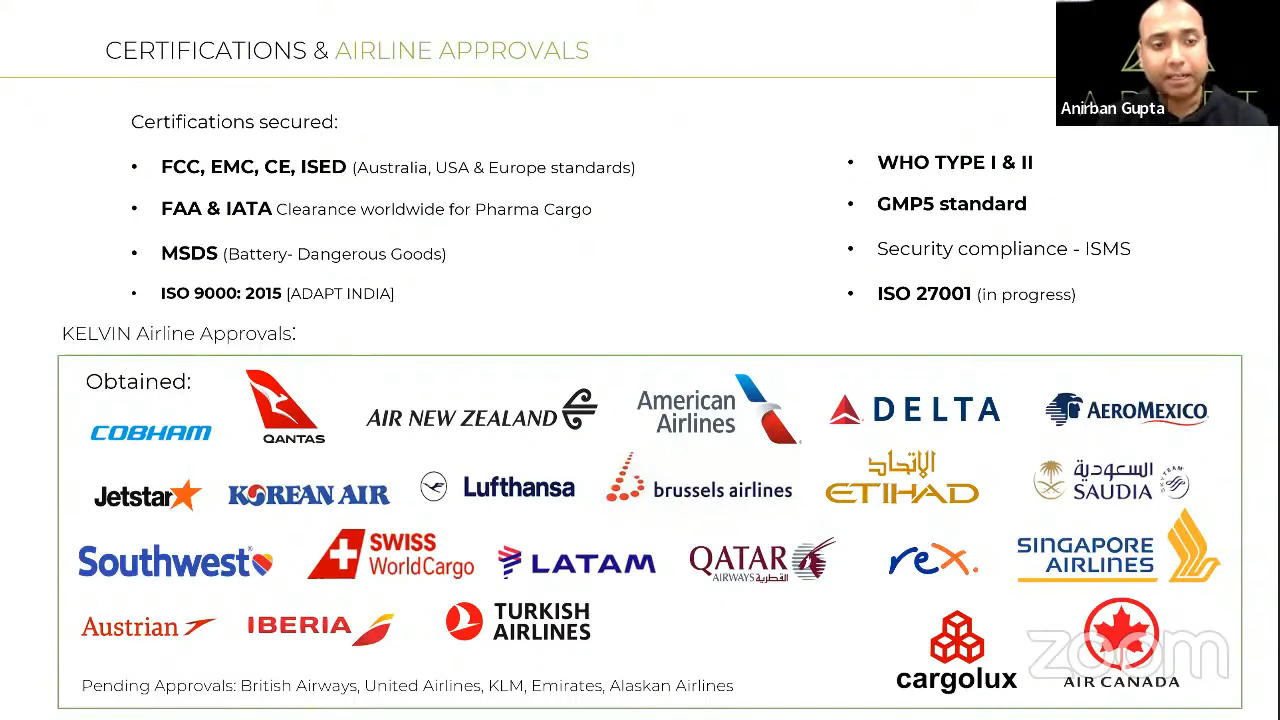 CERTIFICATIONS & AIRLINE APPROVALS
Anirban Gupta
Certifications secured:
• FCC, EMC, CE, ISED (Australia, USA & Europe standards)
• FAA & IATA Clearance worldwide for Pharma Cargo
• MSDS (Battery- Dangerous Goods)
• ISO 9000: 2015 [ADAPT INDIA]
• WHO TYPE I & II
• GMP5 standard
• Security compliance - ISMS
• ISO 27001 (in progress)
KELVIN Airline Approvals:
Obtained:
COBHAM
QANTAS
AIR NEW ZEALAND
American
Airlines
DELTA
AEROMEXICO
Jetstar
KOREAN AIR
Lufthansa
brussels airlines
الاتحاد
ETIHAD
السعودية
SAUDIA
Southwest
SWISS
WorldCargo
LATAM
QATAR
AIRWAYS القطرية
rex.
SINGAPORE
AIRLINES
Austrian
IBERIA
TURKISH
AIRLINES
cargolux
AIR CANADA
zoom
Pending Approvals: British Airways, United Airlines, KLM, Emirates, Alaskan Airlines